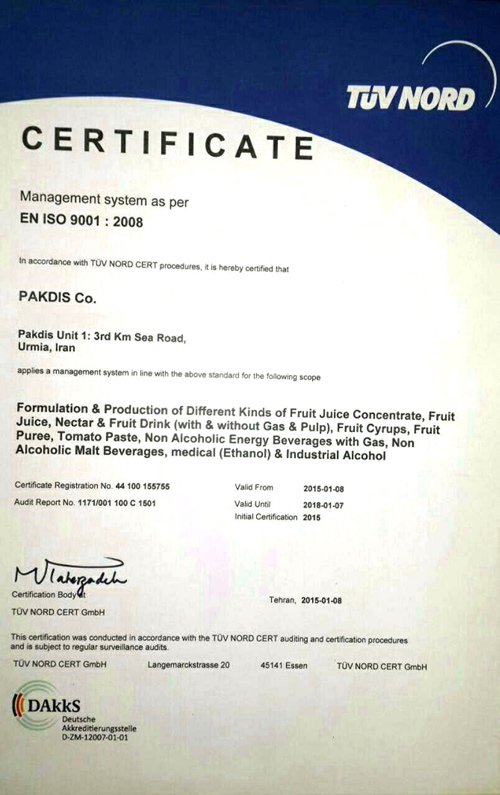 TÜV NORD
CERTIFICATE
Management system as per
EN ISO 9001 : 2008
In accordance with TÜV NORD CERT procedures, it is hereby certified that
PAKDIS Co.
Pakdis Unit 1: 3rd Km Sea Road,
Urmia, Iran
applies a management system in line with the above standard for the following scope
Formulation & Production of Different Kinds of Fruit Juice Concentrate, Fruit
Juice, Nectar & Fruit Drink (with & without Gas & Pulp), Fruit Cyrups, Fruit
Puree, Tomato Paste, Non Alcoholic Energy Beverages with Gas, Non
Alcoholic Malt Beverages, medical (Ethanol) & Industrial Alcohol
Certificate Registration No. 44 100 155755 Valid From 2015-01-08
Audit Report No. 1171/001 100 C 1501 Valid Until 2018-01-07
Initial Certification 2015
Certification Body at
Tehran, 2015-01-08
TÜV NORD CERT GmbH
This certification was conducted in accordance with the TÜV NORD CERT auditing and certification procedures
and is subject to regular surveillance audits.
TÜV NORD CERT GmbH Langemarckstrasse 20 45141 Essen TÜV NORD CERT GmbH
DAkkS
Deutsche
Akkreditierungsstelle
D-ZM-12007-01-01